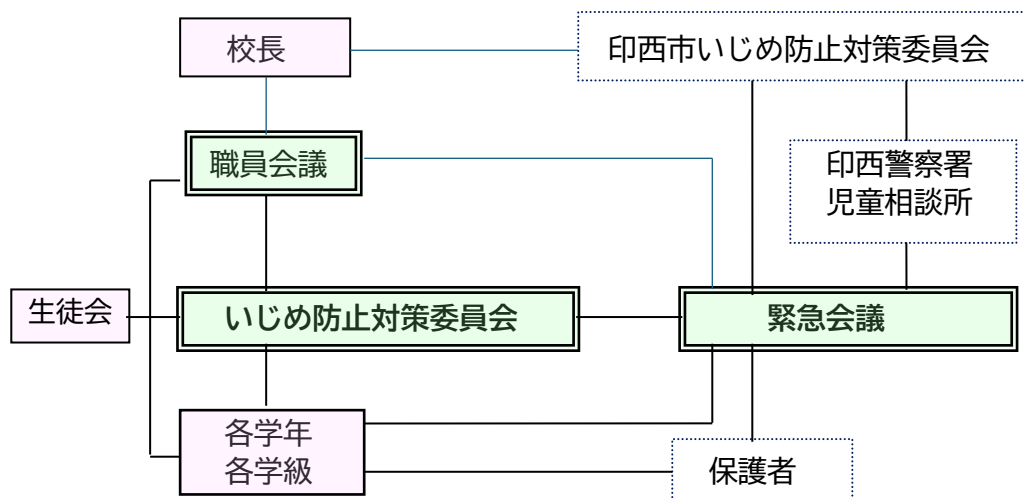 校長
印西市いじめ防止対策委員会
職員会議
印西警察署
児童相談所
生徒会
いじめ防止対策委員会
緊急会議
各学年
各学級
保護者